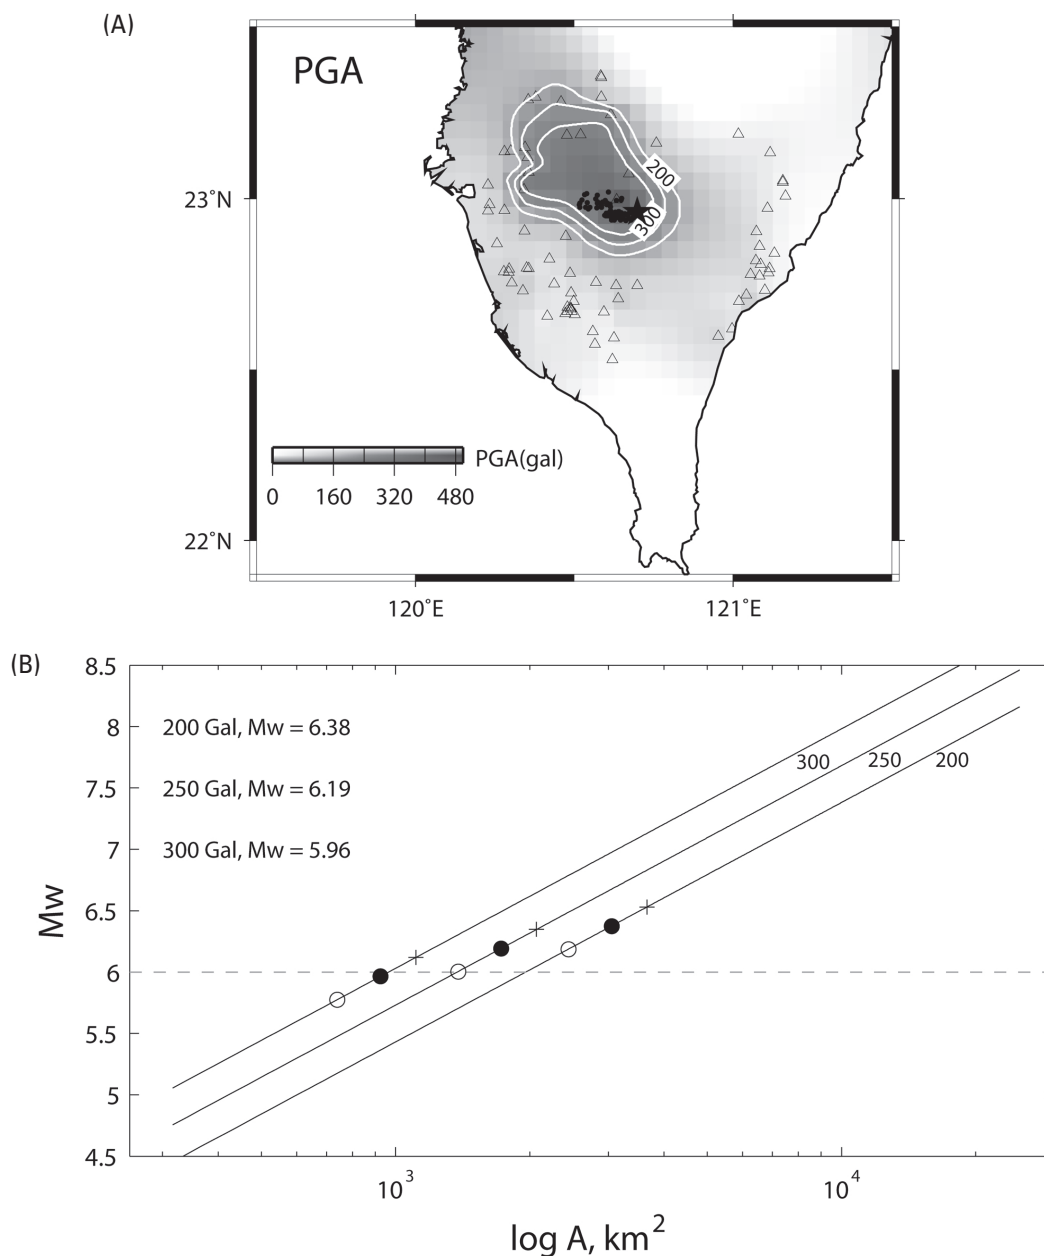 (A)
PGA
200
300
23°N
22°N
PGA(gal)
0 160 320 480
120°E 121°E
(B)
8.5
8
7.5
7
6.5
6
5.5
5
4.5
Mw
200 Gal, Mw = 6.38
250 Gal, Mw = 6.19
300 Gal, Mw = 5.96
300 250 200
10³ 10⁴
log A, km²